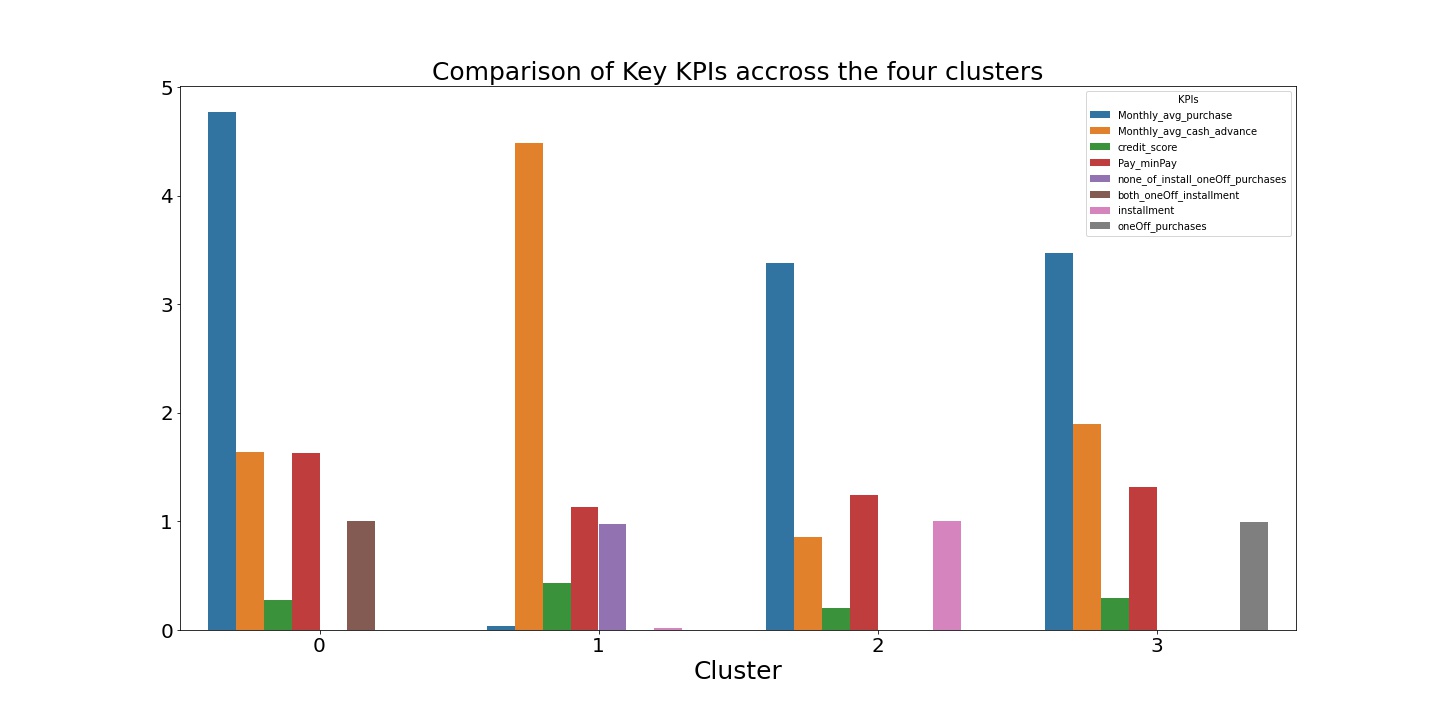 Comparison of Key KPIs accross the four clusters
5
4
3
2
1
0
KPIs
Monthly_avg_purchase
Monthly_avg_cash_advance
credit_score
Pay_minPay
none_of_install_oneOff_purchases
both_oneOff_installment
installment
oneOff_purchases
0 1 2 3
Cluster